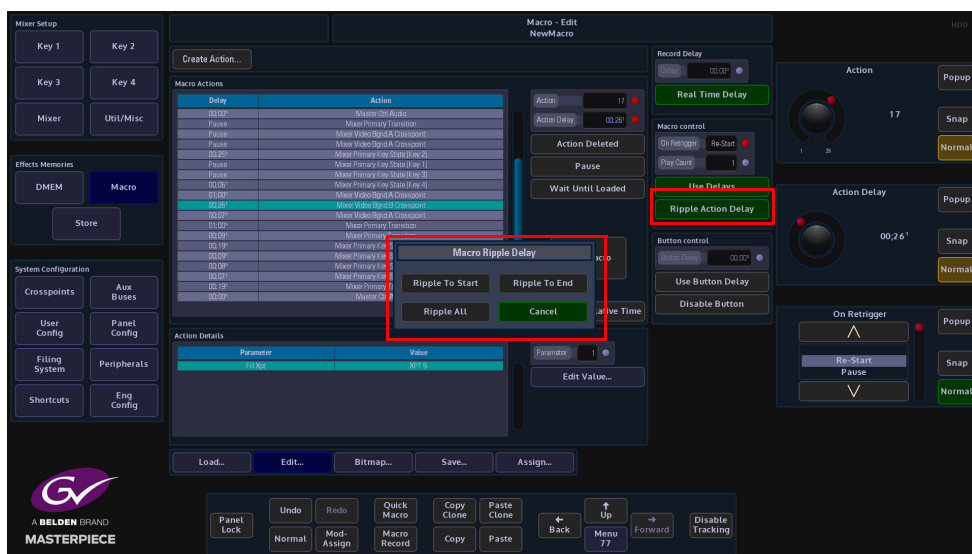 Mixer Setup
Key 1
Key 2
Key 3
Key 4
Mixer
Util/Misc
Effects Memories
DMEM
Macro
Store
System Configuration
Crosspoints
Aux
Buses
User
Config
Panel
Config
Filing
System
Peripherals
Shortcuts
Eng
Config
A BELDEN BRAND
MASTERPIECE
Macro - Edit
NewMacro
HDD
Create Action...
Macro Actions
Delay Action
Master Ctrl Audio
Pause Mixer Primary Transition
Pause Mixer Video Bgnd A Crosspoint
Pause Mixer Video Bgnd A Crosspoint
Mixer Primary Key State [Key 2]
Pause Mixer Primary Key State [Key 1]
Pause Mixer Primary Key State [Key 3]
Mixer Primary Key State [Key 4]
Mixer Video Bgnd A Crosspoint
Mixer Video Bgnd B Crosspoint
Mixer Video Bgnd A Crosspoint
Mixer Primary Transition
Action 17
Action Delay 00:26¹
Action Deleted
Pause
Wait Until Loaded
Macro Ripple Delay
Ripple To Start
Ripple To End
Ripple All
Cancel
Action Details
Parameter Value
Fill Xpt XPT 9
Parameter 1
Edit Value...
Record Delay
Delay 00:00⁰
Real Time Delay
Macro control
On Retrigger Re-Start
Play Count 1
Use Delays
Ripple Action Delay
Button control
Button Delay 00:00⁰
Use Button Delay
Disable Button
Action
17
1
Popup
Snap
Normal
Action Delay
00;26¹
Popup
Snap
Normal
On Retrigger
Re-Start
Pause
Popup
Snap
Normal
Load...
Edit...
Bitmap...
Save...
Assign...
Panel
Lock
Undo
Redo
Quick
Macro
Copy
Clone
Paste
Clone
Normal
Mod-
Assign
Macro
Record
Copy
Paste
Back
Up
Menu
77
Forward
Disable
Tracking